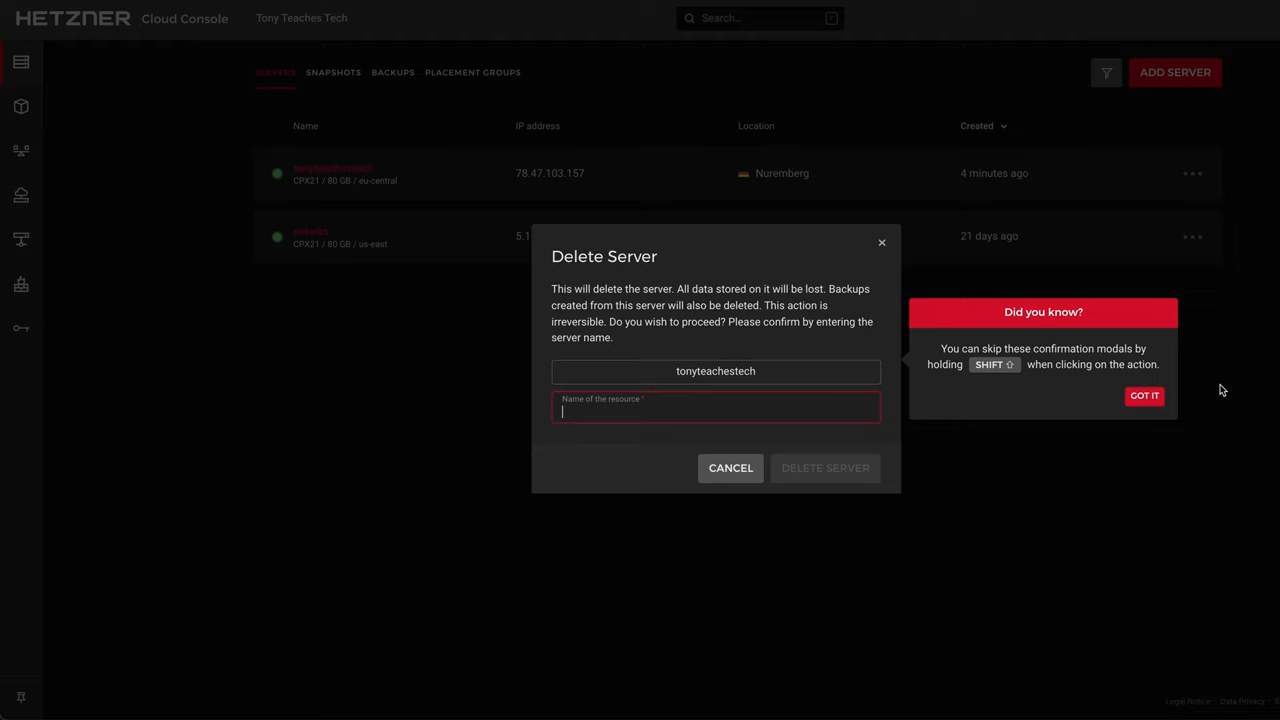 HETZNER Cloud Console
Tony Teaches Tech
Search...
SERVERS SNAPSHOTS BACKUPS PLACEMENT GROUPS
ADD SERVER
Name IP address Location Created
tonyteachestech
CPX21 / 80 GB / eu-central
78.47.103.157
Nuremberg
4 minutes ago
CPX21 / 80 GB / us-east
5.1
21 days ago
Delete Server
This will delete the server. All data stored on it will be lost. Backups
created from this server will also be deleted. This action is
irreversible. Do you wish to proceed? Please confirm by entering the
server name.
tonyteachestech
Name of the resource *
CANCEL DELETE SERVER
Did you know?
You can skip these confirmation modals by
holding SHIFT ⇧ when clicking on the action.
GOT IT
Legal Notice · Data Privacy ·